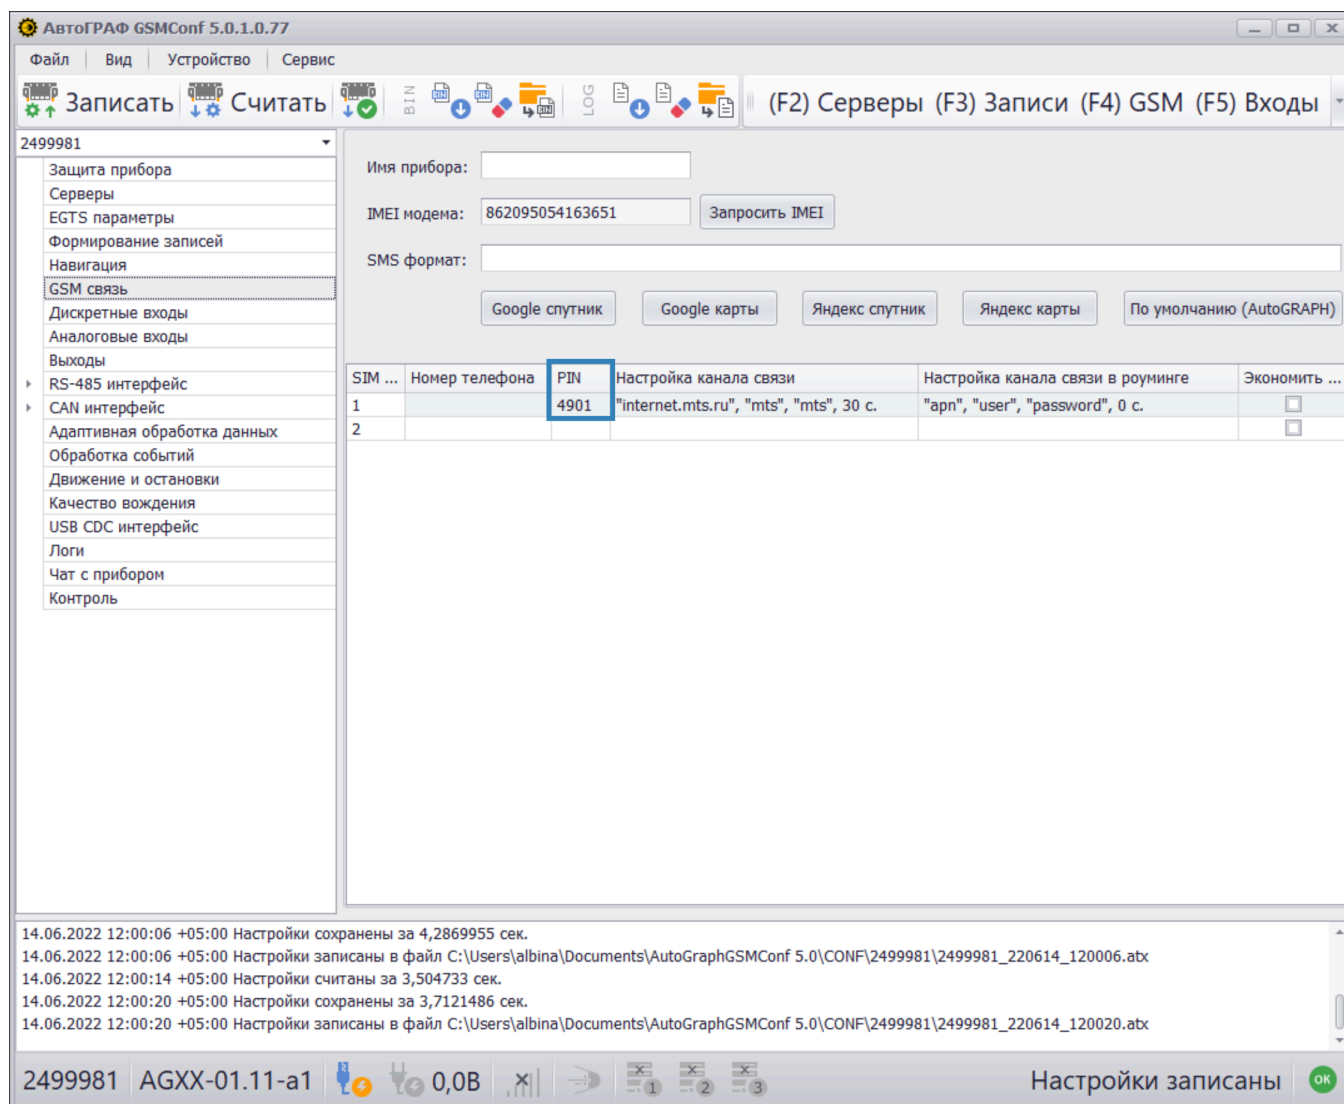 АвтоГРАФ GSMConf 5.0.1.0.77
Файл Вид Устройство Сервис
Записать Считать BIN LOG (F2) Серверы (F3) Записи (F4) GSM (F5) Входы
2499981
Защита прибора
Серверы
EGTS параметры
Формирование записей
Навигация
GSM связь
Дискретные входы
Аналоговые входы
Выходы
RS-485 интерфейс
CAN интерфейс
Адаптивная обработка данных
Обработка событий
Движение и остановки
Качество вождения
USB CDC интерфейс
Логи
Чат с прибором
Контроль
Имя прибора:
IMEI модема: 862095054163651 Запросить IMEI
SMS формат:
Google спутник Google карты Яндекс спутник Яндекс карты По умолчанию (AutoGRAPH)
SIM ... Номер телефона PIN Настройка канала связи Настройка канала связи в роуминге Экономить ...
1 4901 "internet.mts.ru", "mts", "mts", 30 с. "apn", "user", "password", 0 с.
2
14.06.2022 12:00:06 +05:00 Настройки сохранены за 4,2869955 сек.
14.06.2022 12:00:06 +05:00 Настройки записаны в файл C:\Users\albina\Documents\AutoGraphGSMConf 5.0\CONF\2499981\2499981_220614_120006.atx
14.06.2022 12:00:14 +05:00 Настройки считаны за 3,504733 сек.
14.06.2022 12:00:20 +05:00 Настройки сохранены за 3,7121486 сек.
14.06.2022 12:00:20 +05:00 Настройки записаны в файл C:\Users\albina\Documents\AutoGraphGSMConf 5.0\CONF\2499981\2499981_220614_120020.atx
2499981 AGXX-01.11-a1 0,0В 1 2 3 Настройки записаны OK